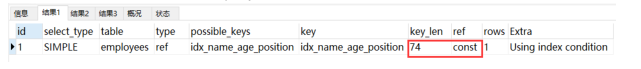 信息 结果1 结果2 结果3 概况 状态
id select_type table type possible_keys key key_len ref rows Extra
1 SIMPLE employees ref idx_name_age_position idx_name_age_position 74 const 1 Using index condition